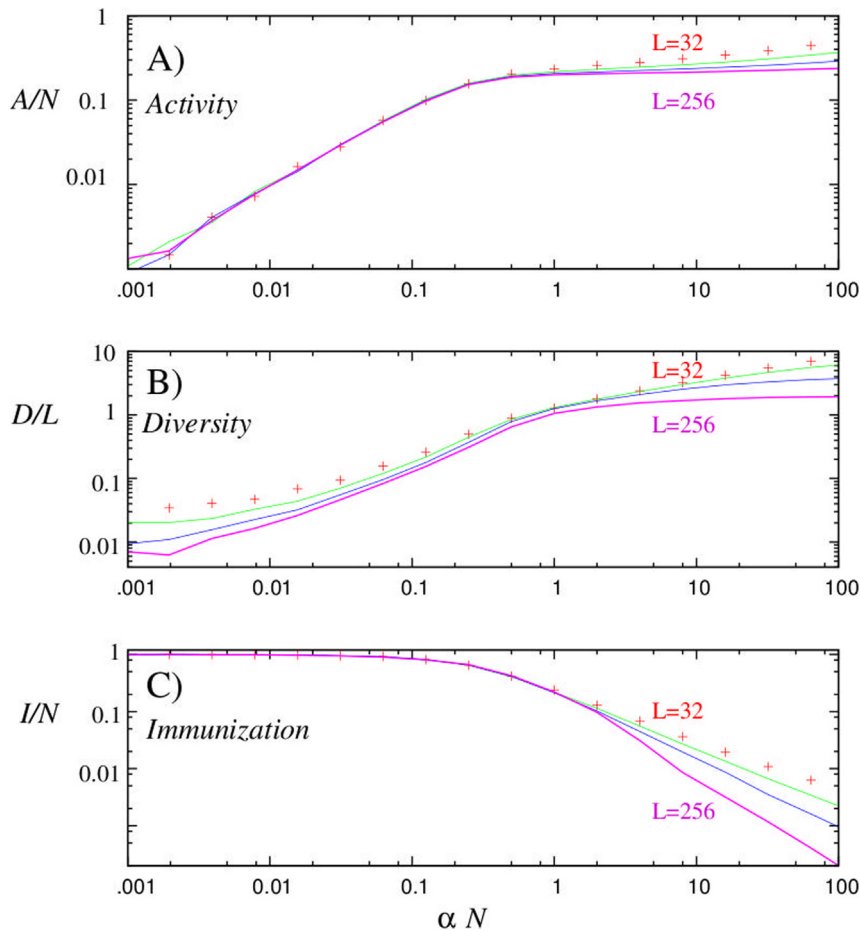 1
A)
L=32
A/N
0.1
Activity
L=256
0.01
.001
0.01
0.1
1
10
100
10
B)
L=32
D/L
1
Diversity
L=256
0.1
0.01
.001
0.01
0.1
1
10
100
1
C)
I/N
0.1
L=32
Immunization
0.01
L=256
.001
0.01
0.1
1
10
100
α N